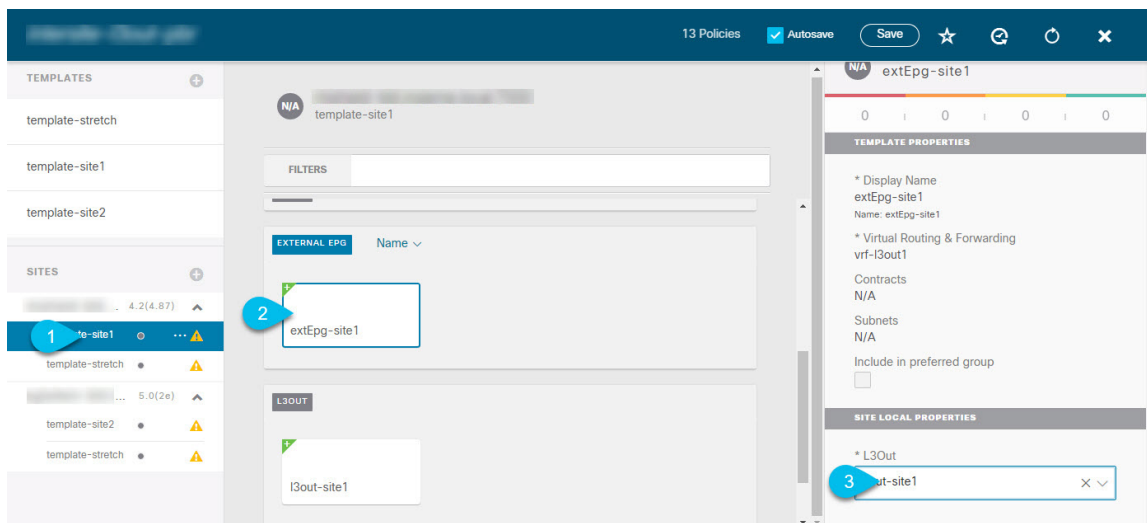 13 Policies
Autosave
Save
TEMPLATES
template-stretch
template-site1
template-site2
SITES
4.2(4.87)
1
te-site1
template-stretch
... 5.0(2e)
template-site2
template-stretch
N/A
template-site1
FILTERS
EXTERNAL EPG
Name
2
extEpg-site1
L3OUT
l3out-site1
N/A
extEpg-site1
0
0
0
0
TEMPLATE PROPERTIES
* Display Name
extEpg-site1
Name: extEpg-site1
* Virtual Routing & Forwarding
vrf-l3out1
Contracts
N/A
Subnets
N/A
Include in preferred group
SITE LOCAL PROPERTIES
* L3Out
3
ut-site1